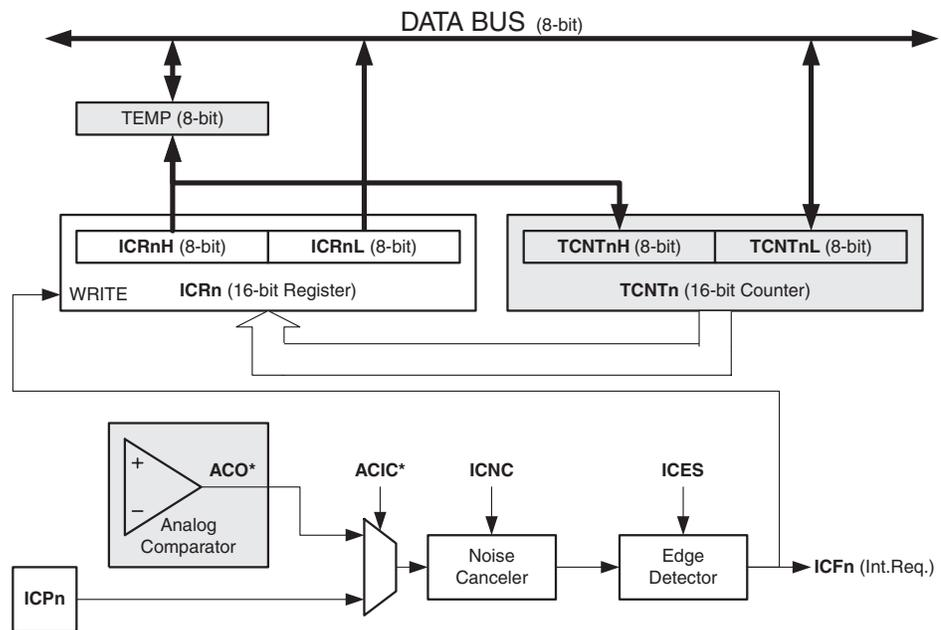 DATA BUS (8-bit)
TEMP (8-bit)
ICRnH (8-bit)
ICRnL (8-bit)
TCNTnH (8-bit)
TCNTnL (8-bit)
WRITE
ICRn (16-bit Register)
TCNTn (16-bit Counter)
+
ACO*
ACIC*
ICNC
ICES
−
Analog
Comparator
Noise
Canceler
Edge
Detector
ICFn (Int.Req.)
ICPn